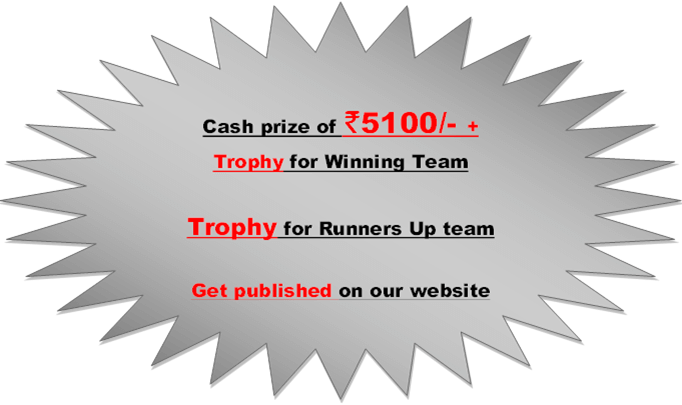 Cash prize of ₹5100/- +
Trophy for Winning Team
Trophy for Runners Up team
Get published on our website